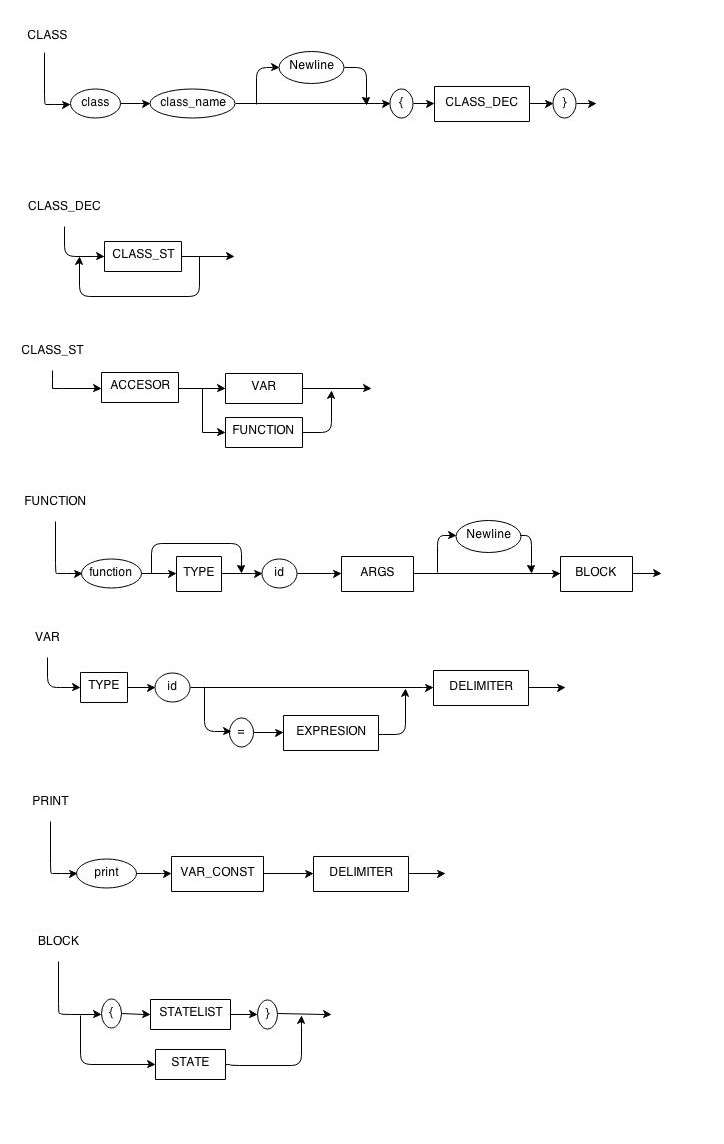 CLASS
Newline
class class_name { CLASS_DEC }
CLASS_DEC
CLASS_ST
CLASS_ST
ACCESOR VAR
FUNCTION
FUNCTION
Newline
function TYPE id ARGS BLOCK
VAR
TYPE id DELIMITER
= EXPRESION
PRINT
print VAR_CONST DELIMITER
BLOCK
{ STATELIST }
STATE